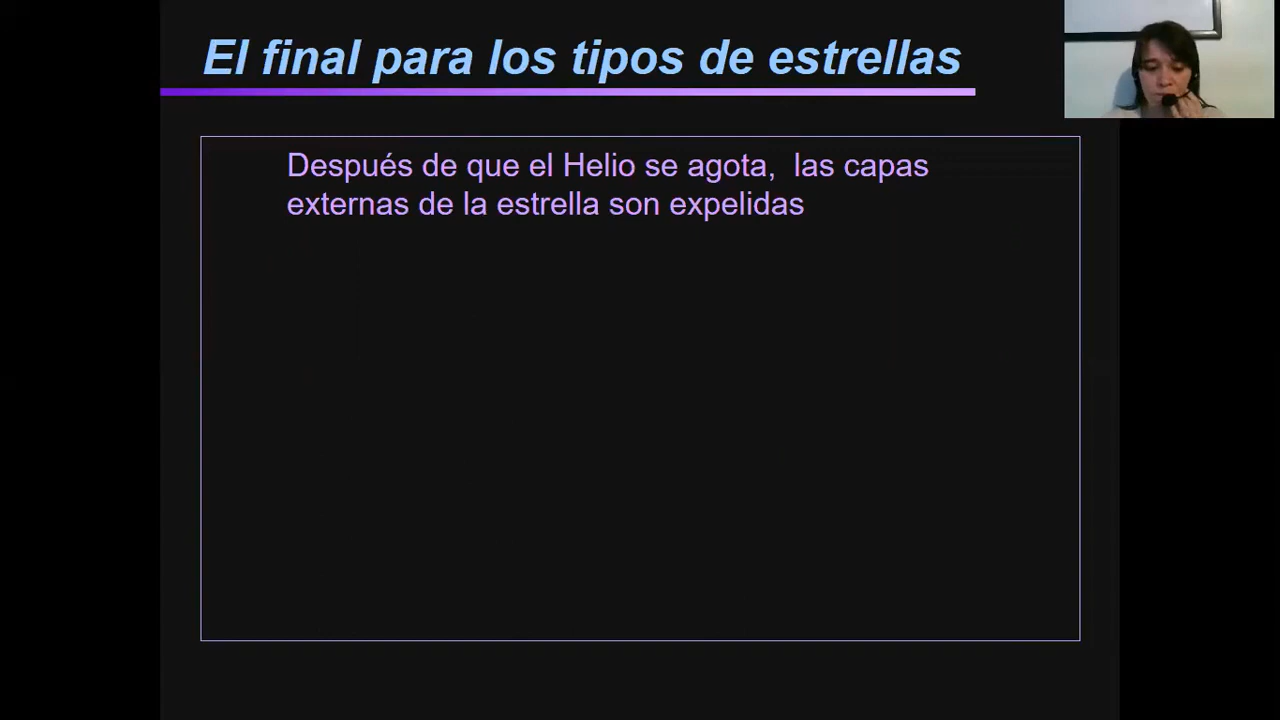 El final para los tipos de estrellas
Después de que el Helio se agota,  las capas
externas de la estrella son expelidas